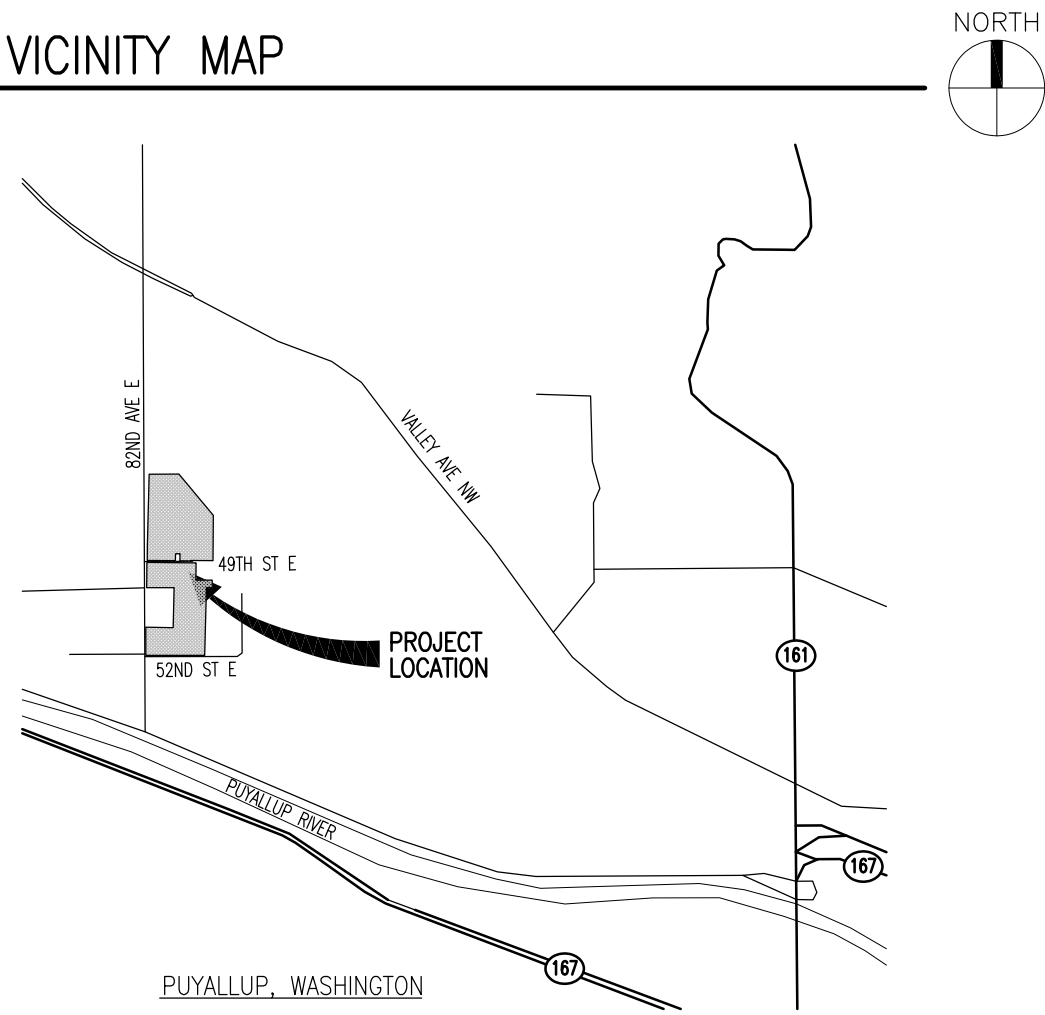 NORTH
VICINITY MAP
82ND AVE E
VALLEY AVE NW
49TH ST E
PROJECT
LOCATION
161
52ND ST E
PUYALLUP RIVER
167
167
PUYALLUP, WASHINGTON